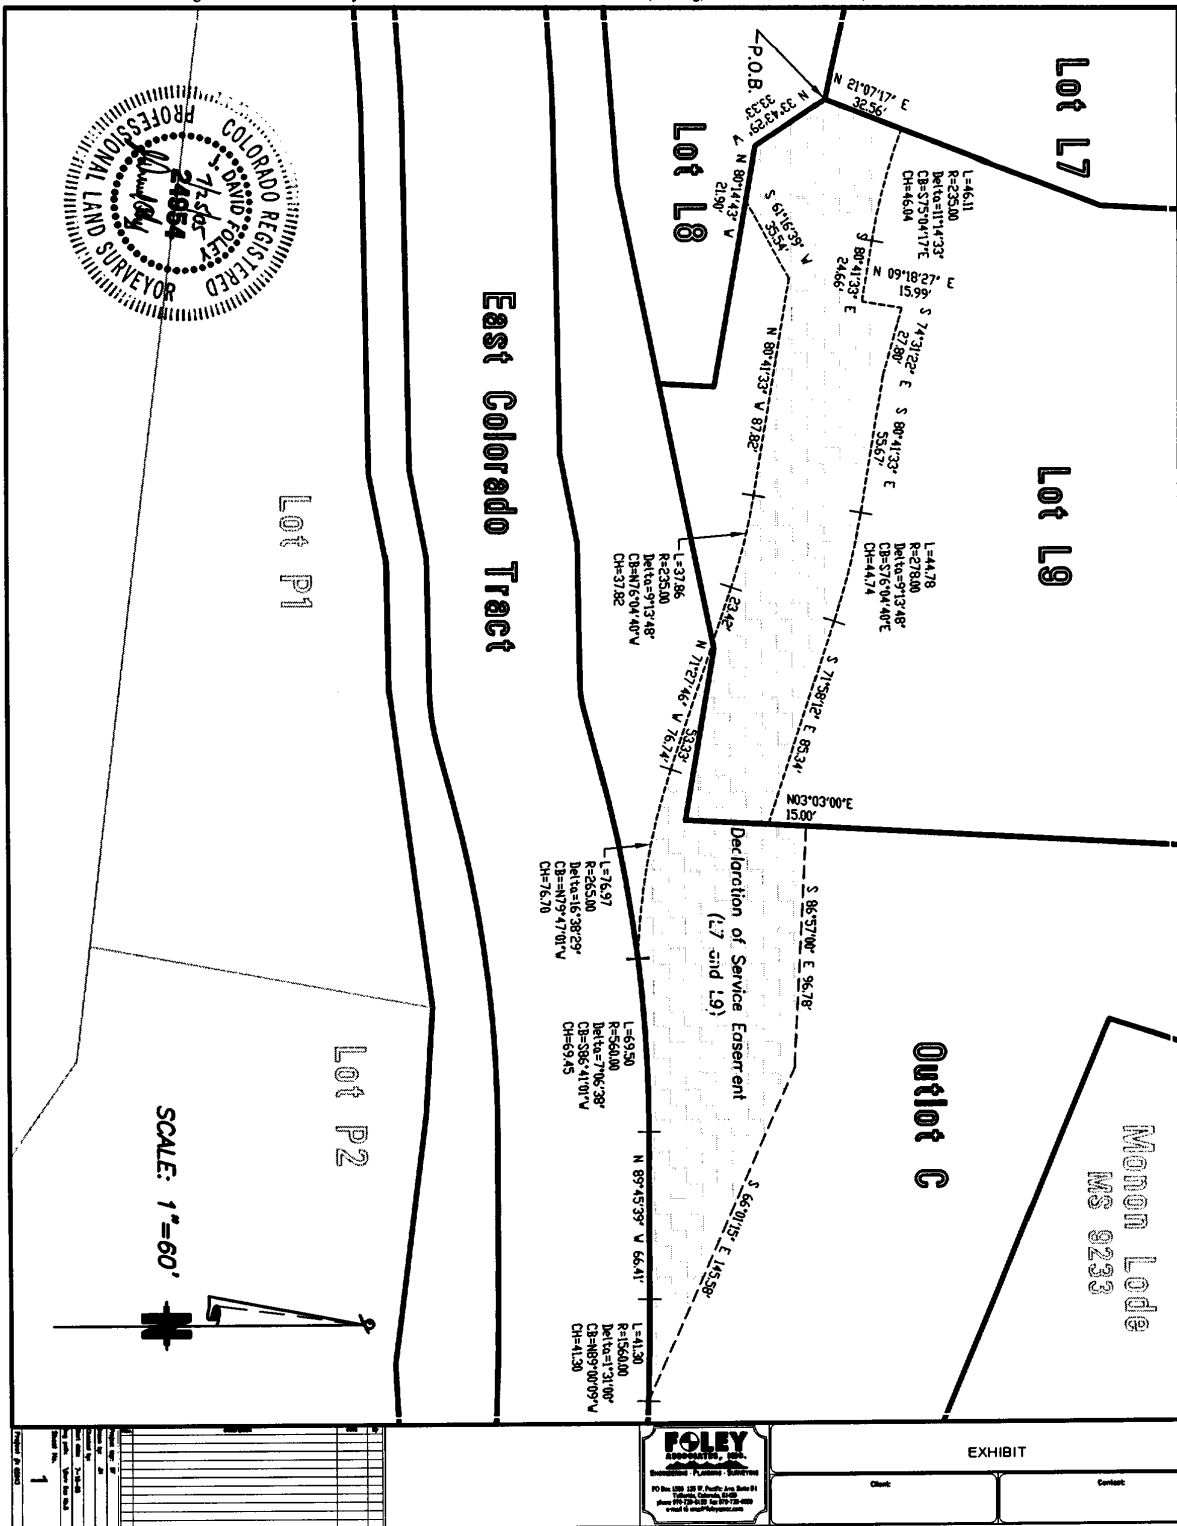 Lot L7
Lot L9
Outlot C
Monon Lode
MS 9233
Lot L8
East Colorado Tract
Lot P1
Lot P2
P.O.B.
N 21°07'17" E
32.56'
N 33°43'29" V
33.33'
N 80°14'43" W
21.90'
S 61°16'39" W
35.54'
L=46.11
R=235.00
Delta=11°14'33"
CB=S75°04'17"E
CH=46.04
S 80°41'33" E
24.66'
N 09°18'27" E
15.99'
S 74°31'22" E
27.80'
S 80°41'33" E
55.67'
N 80°41'33" W 87.82'
L=44.78
R=278.00
Delta=9°13'48"
CB=S76°04'40"E
CH=44.74
L=37.86
R=235.00
Delta=9°13'48"
CB=N76°04'40"W
CH=37.82
23.42'
S 71°58'12" E 85.34'
N 71°27'46" W 76.74'
53.33'
N03°03'00"E
15.00'
Declaration of Service Easement
(L7 and L9)
S 86°57'00" E 96.78'
L=76.97
R=265.00
Delta=16°38'29"
CB==N79°47'01"W
CH=76.70
L=69.50
R=560.00
Delta=7°06'38"
CB=S86°41'01"W
CH=69.45
N 89°45'39" W 66.41'
S 66°01'15" E 145.58'
L=41.30
R=1560.00
Delta=1°31'00"
CB=N89°00'09"W
CH=41.30
SCALE: 1"=60'
N
COLORADO REGISTERED
J. DAVID FOLEY
24954
7/25/05
PROFESSIONAL LAND SURVEYOR
FOLEY
ASSOCIATES, INC.
ENGINEERING · PLANNING · SURVEYING
EXHIBIT
Client:
Contact:
1